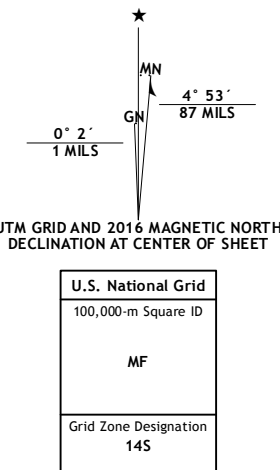 MN
GN
4° 53´
87 MILS
0° 2´
1 MILS
UTM GRID AND 2016 MAGNETIC NORTH
DECLINATION AT CENTER OF SHEET
U.S. National Grid
100,000-m Square ID
MF
Grid Zone Designation
14S